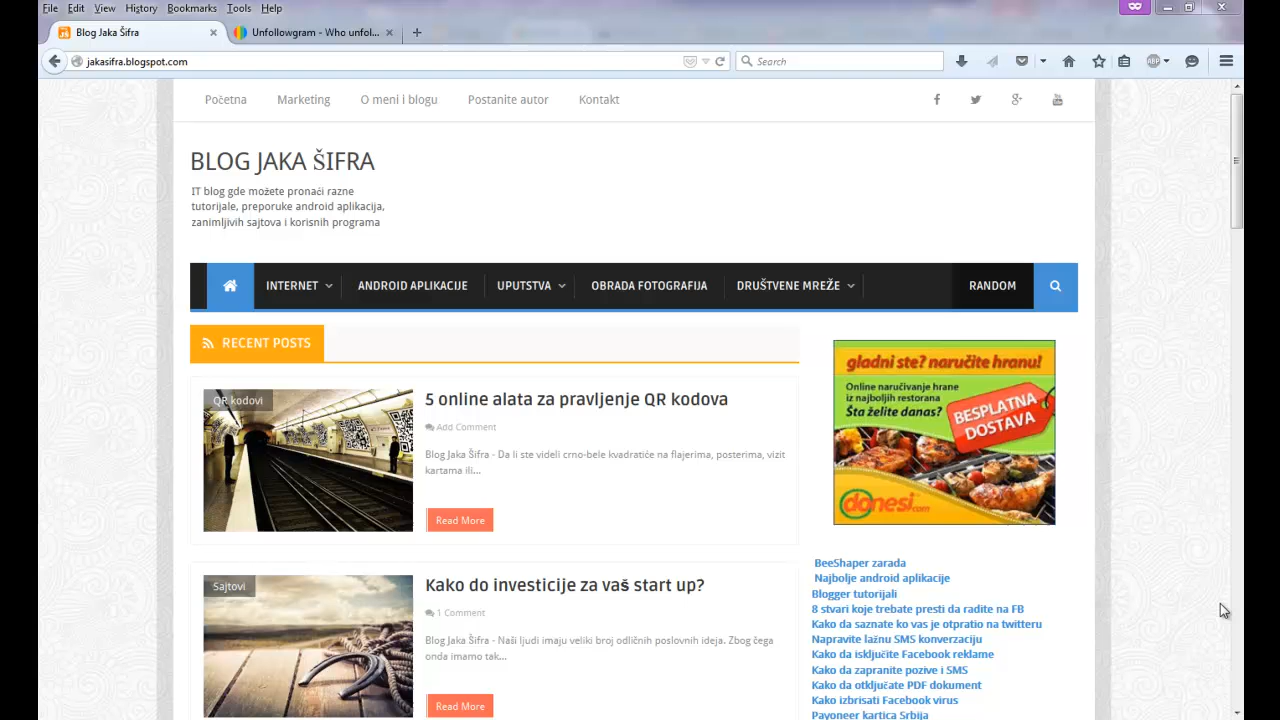 File Edit View History Bookmarks Tools Help
Blog Jaka Šifra
Unfollowgram - Who unfol...
jakasifra.blogspot.com
Search
ABP
Početna Marketing O meni i blogu Postanite autor Kontakt
BLOG JAKA ŠIFRA
IT blog gde možete pronaći razne
tutorijale, preporuke android aplikacija,
zanimljivih sajtova i korisnih programa
INTERNET ANDROID APLIKACIJE UPUTSTVA OBRADA FOTOGRAFIJA DRUŠTVENE MREŽE RANDOM
RECENT POSTS
QR kodovi
5 online alata za pravljenje QR kodova
Add Comment
Blog Jaka Šifra - Da li ste videli crno-bele kvadratiće na flajerima, posterima, vizit
kartama ili...
Read More
Sajtovi
Kako do investicije za vaš start up?
1 Comment
Blog Jaka Šifra - Naši ljudi imaju veliki broj odličnih poslovnih ideja. Zbog čega
onda imamo tak...
Read More
gladni ste? naručite hranu!
Online naručivanje hrane
iz najboljih restorana
Šta želite danas?
BESPLATNA
DOSTAVA
donesi.com
BeeShaper zarada
Najbolje android aplikacije
Blogger tutorijali
8 stvari koje trebate presti da radite na FB
Kako da saznate ko vas je otpratio na twitteru
Napravite lažnu SMS konverzaciju
Kako da isključite Facebook reklame
Kako da zapranite pozive i SMS
Kako da otključate PDF dokument
Kako izbrisati Facebook virus
Payoneer kartica Srbija